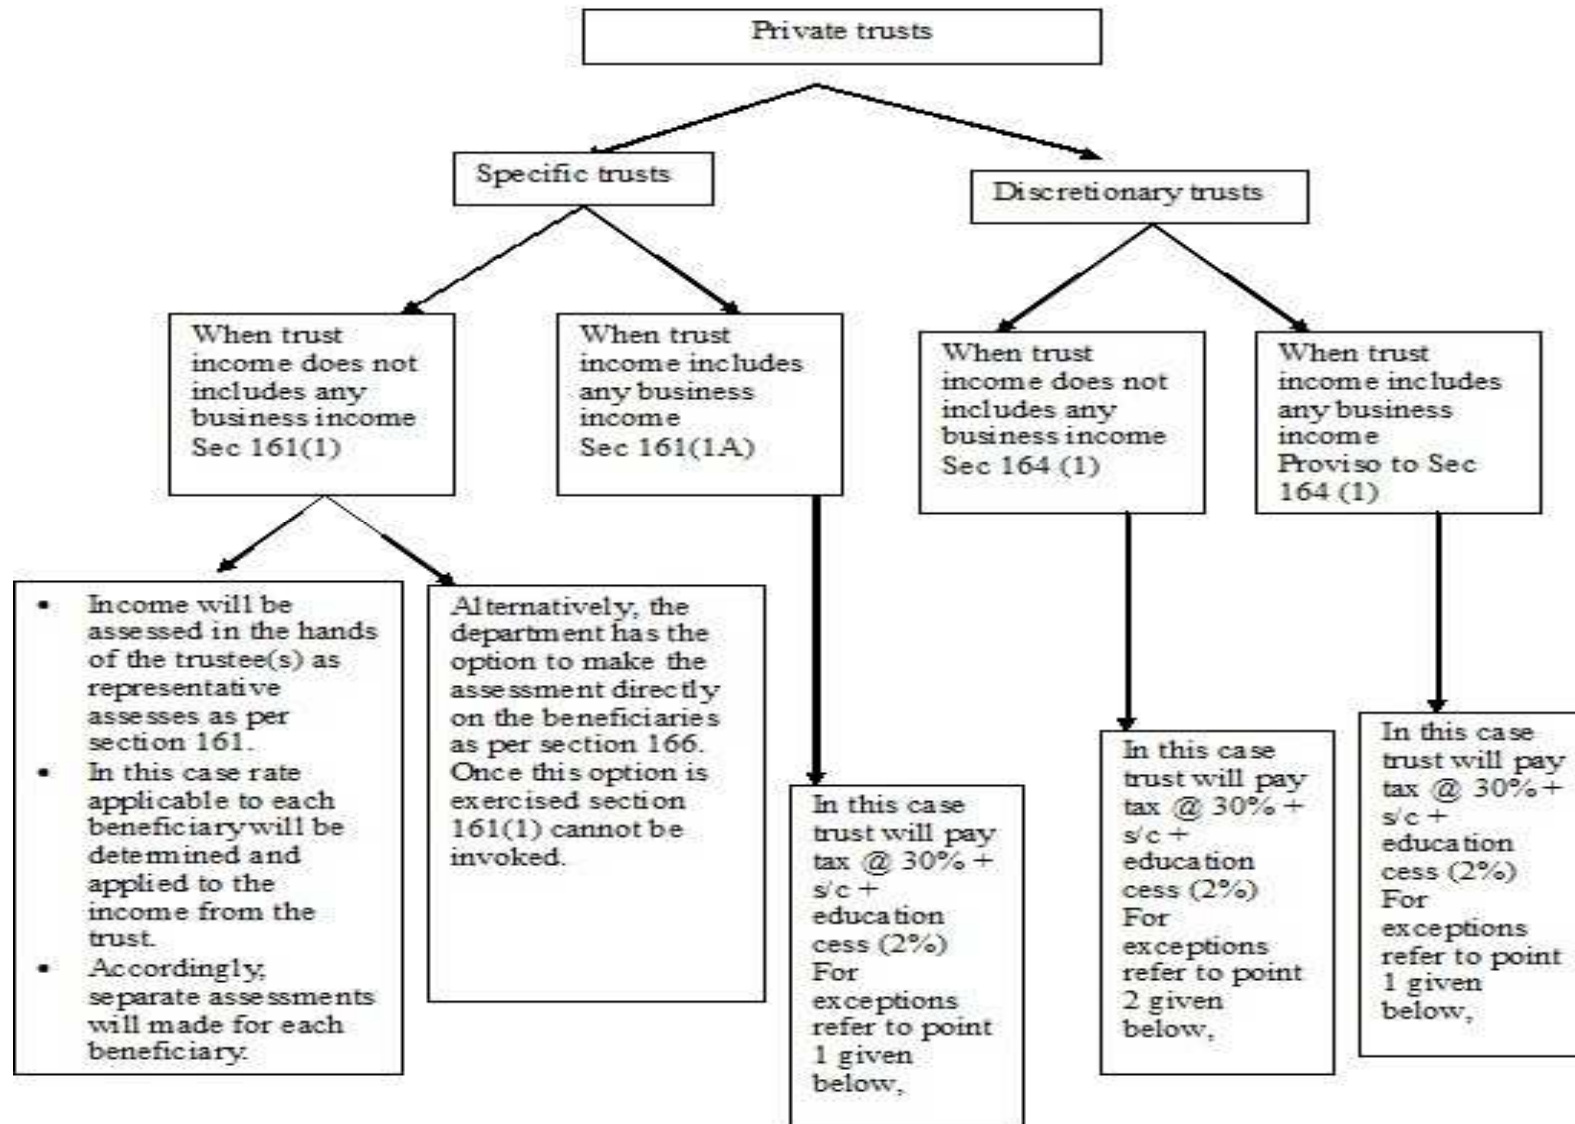 Private trusts
Specific trusts
Discretionary trusts
When trust
income does not
includes any
business income
Sec 161(1)
When trust
income includes
any business
income
Sec 161(1A)
When trust
income does not
includes any
business income
Sec 164 (1)
When trust
income includes
any business
income
Proviso to Sec
164 (1)
• Income will be
assessed in the hands
of the trustee(s) as
representative
assesses as per
section 161.
• In this case rate
applicable to each
beneficiary will be
determined and
applied to the
income from the
trust.
• Accordingly,
separate assessments
will made for each
beneficiary.
Alternatively, the
department has the
option to make the
assessment directly
on the beneficiaries
as per section 166.
Once this option is
exercised section
161(1) cannot be
invoked.
In this case
trust will pay
tax @ 30% +
s/c +
education
cess (2%)
For
exceptions
refer to point
1 given
below,
In this case
trust will pay
tax @ 30% +
s/c +
education
cess (2%)
For
exceptions
refer to point
2 given
below,
In this case
trust will pay
tax @ 30% +
s/c +
education
cess (2%)
For
exceptions
refer to point
1 given
below,